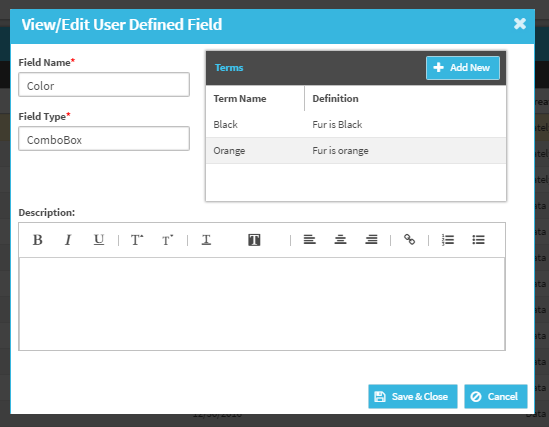 View/Edit User Defined Field
Field Name*
Color
Field Type*
ComboBox
Terms
Add New
Term Name Definition
Black Fur is Black
Orange Fur is orange
Description:
B I U T T T T
Save & Close
Cancel